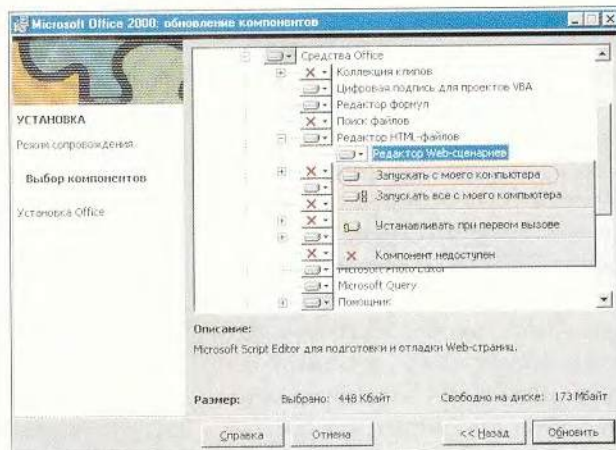 Microsoft Office 2000: обновление компонентов
Средства Office
Коллекция клипов
Цифровая подпись для проектов VBA
Редактор формул
Поиск файлов
Редактор HTML-файлов
Редактор Web-сценариев
Запускать с моего компьютера
Запускать все с моего компьютера
Устанавливать при первом вызове
Компонент недоступен
Microsoft Photo Editor
Microsoft Query
Помощник
УСТАНОВКА
Режим сопровождения
Выбор компонентов
Установка Office
Описание:
Microsoft Script Editor для подготовки и отладки Web-страниц.
Размер: Выбрано: 448 Кбайт Свободно на диске: 173 Мбайт
Справка Отмена << Назад Обновить